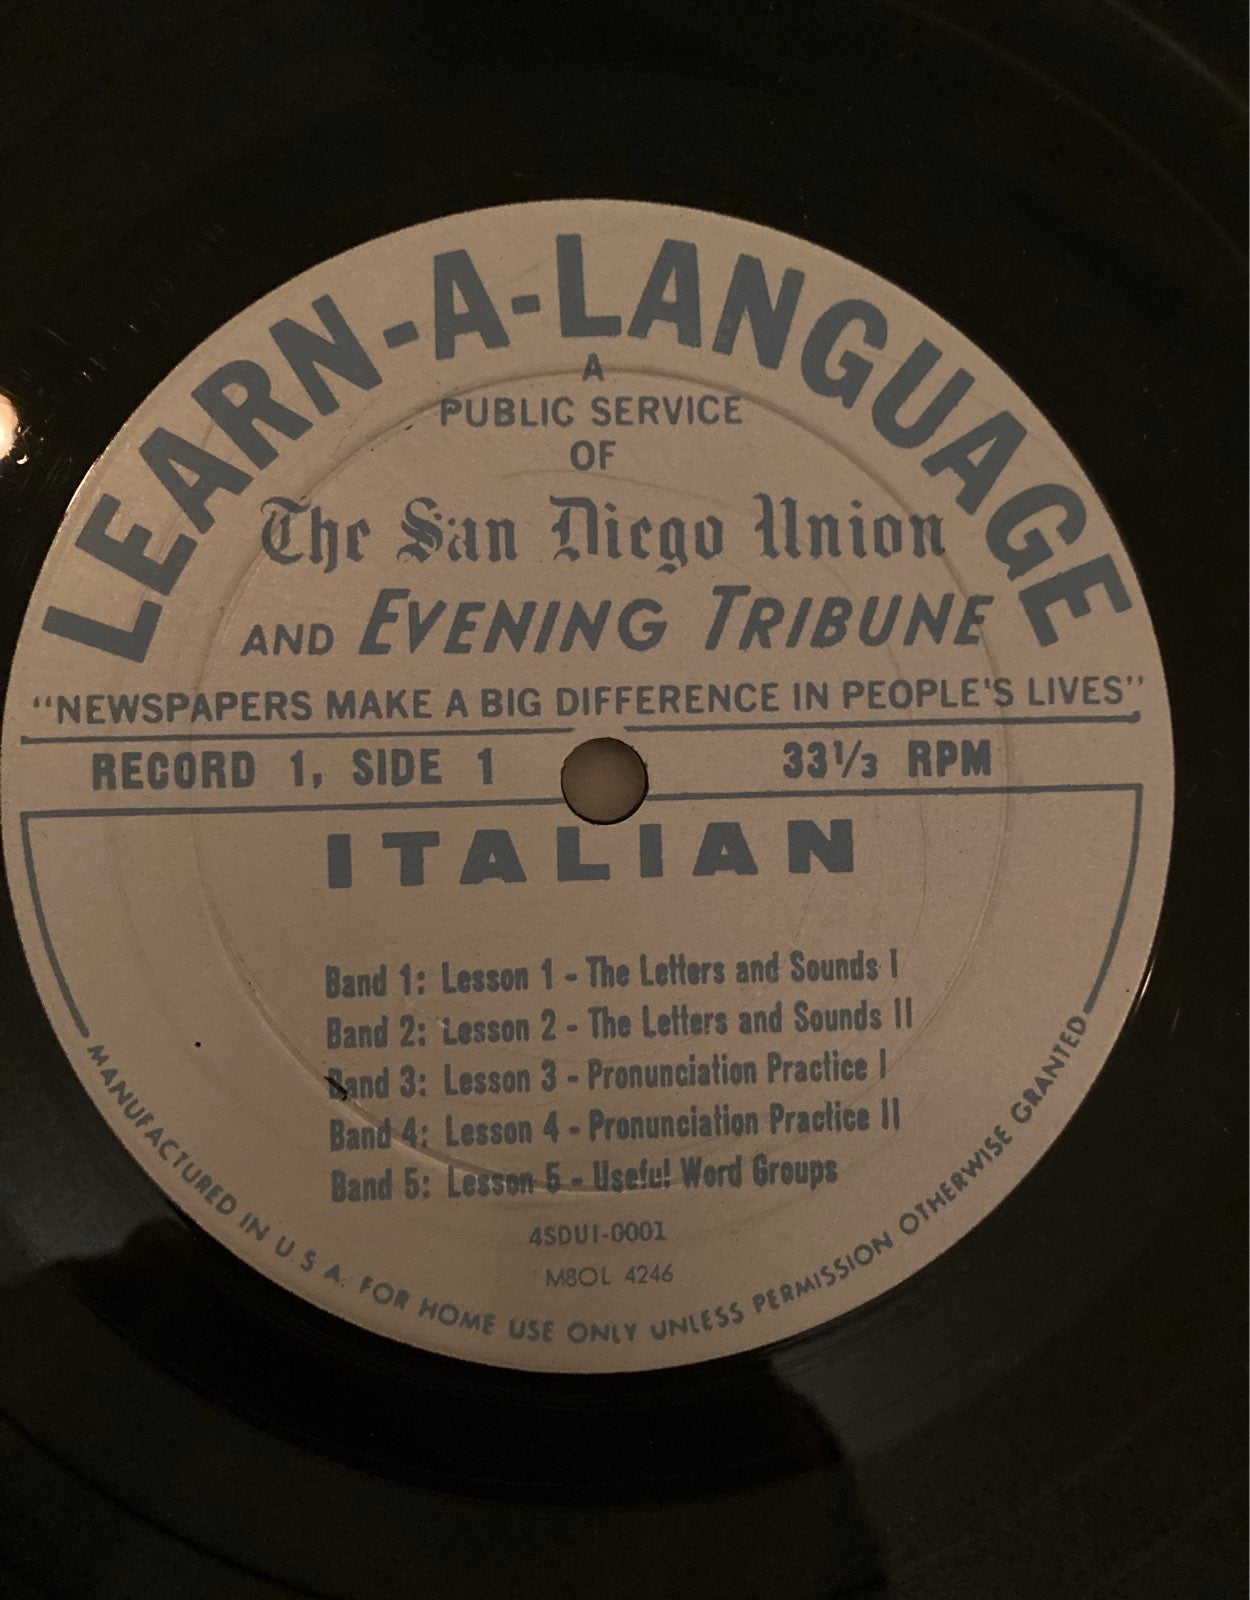 LEARN-A-LANGUAGE
A
PUBLIC SERVICE
OF
The San Diego Union
AND EVENING TRIBUNE
“NEWSPAPERS MAKE A BIG DIFFERENCE IN PEOPLE'S LIVES”
RECORD 1, SIDE 1 33⅓ RPM
ITALIAN
Band 1: Lesson 1 - The Letters and Sounds I
Band 2: Lesson 2 - The Letters and Sounds II
Band 3: Lesson 3 - Pronunciation Practice I
Band 4: Lesson 4 - Pronunciation Practice II
Band 5: Lesson 5 - Useful Word Groups
4SDUI-0001
M8OL 4246
MANUFACTURED IN U.S.A. FOR HOME USE ONLY UNLESS PERMISSION OTHERWISE GRANTED